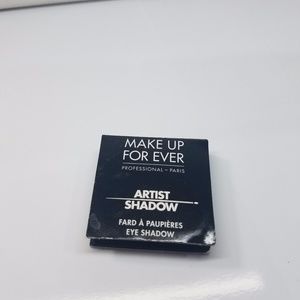 MAKE UP
FOR EVER
PROFESSIONAL – PARIS
ARTIST
SHADOW
FARD À PAUPIÈRES
EYE SHADOW